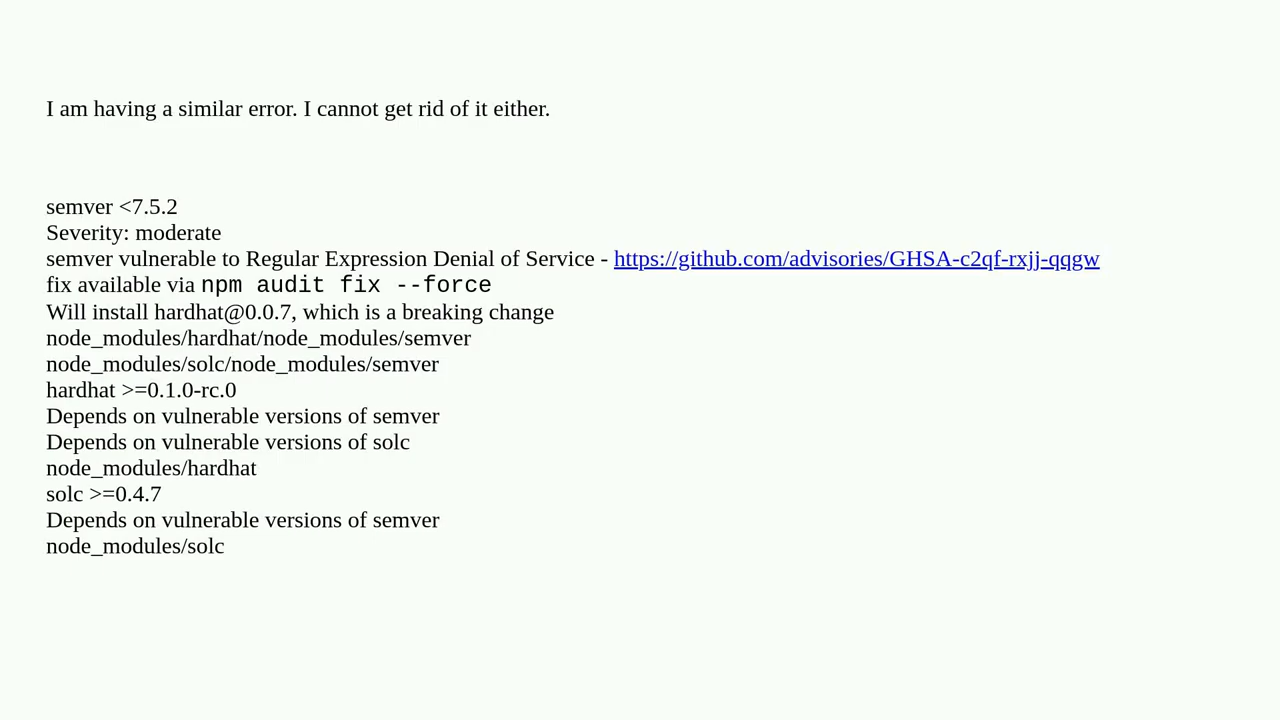 I am having a similar error. I cannot get rid of it either.
semver <7.5.2
Severity: moderate
semver vulnerable to Regular Expression Denial of Service - https://github.com/advisories/GHSA-c2qf-rxjj-qqgw
fix available via npm audit fix --force
Will install hardhat@0.0.7, which is a breaking change
node_modules/hardhat/node_modules/semver
node_modules/solc/node_modules/semver
hardhat >=0.1.0-rc.0
Depends on vulnerable versions of semver
Depends on vulnerable versions of solc
node_modules/hardhat
solc >=0.4.7
Depends on vulnerable versions of semver
node_modules/solc